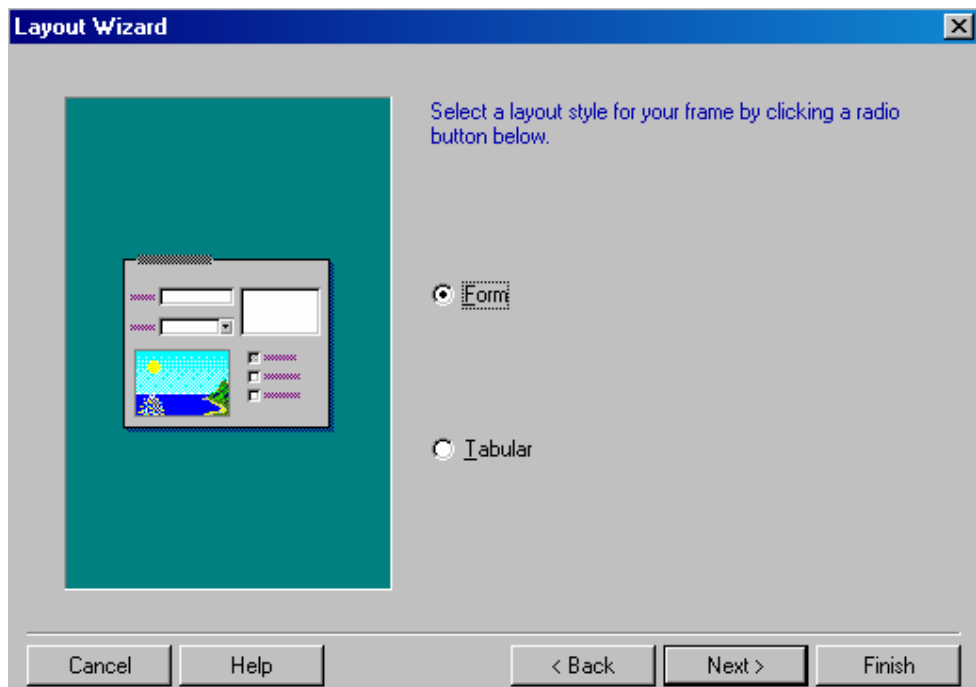 Layout Wizard
Select a layout style for your frame by clicking a radio
button below.
Form
Tabular
Cancel
Help
< Back
Next >
Finish